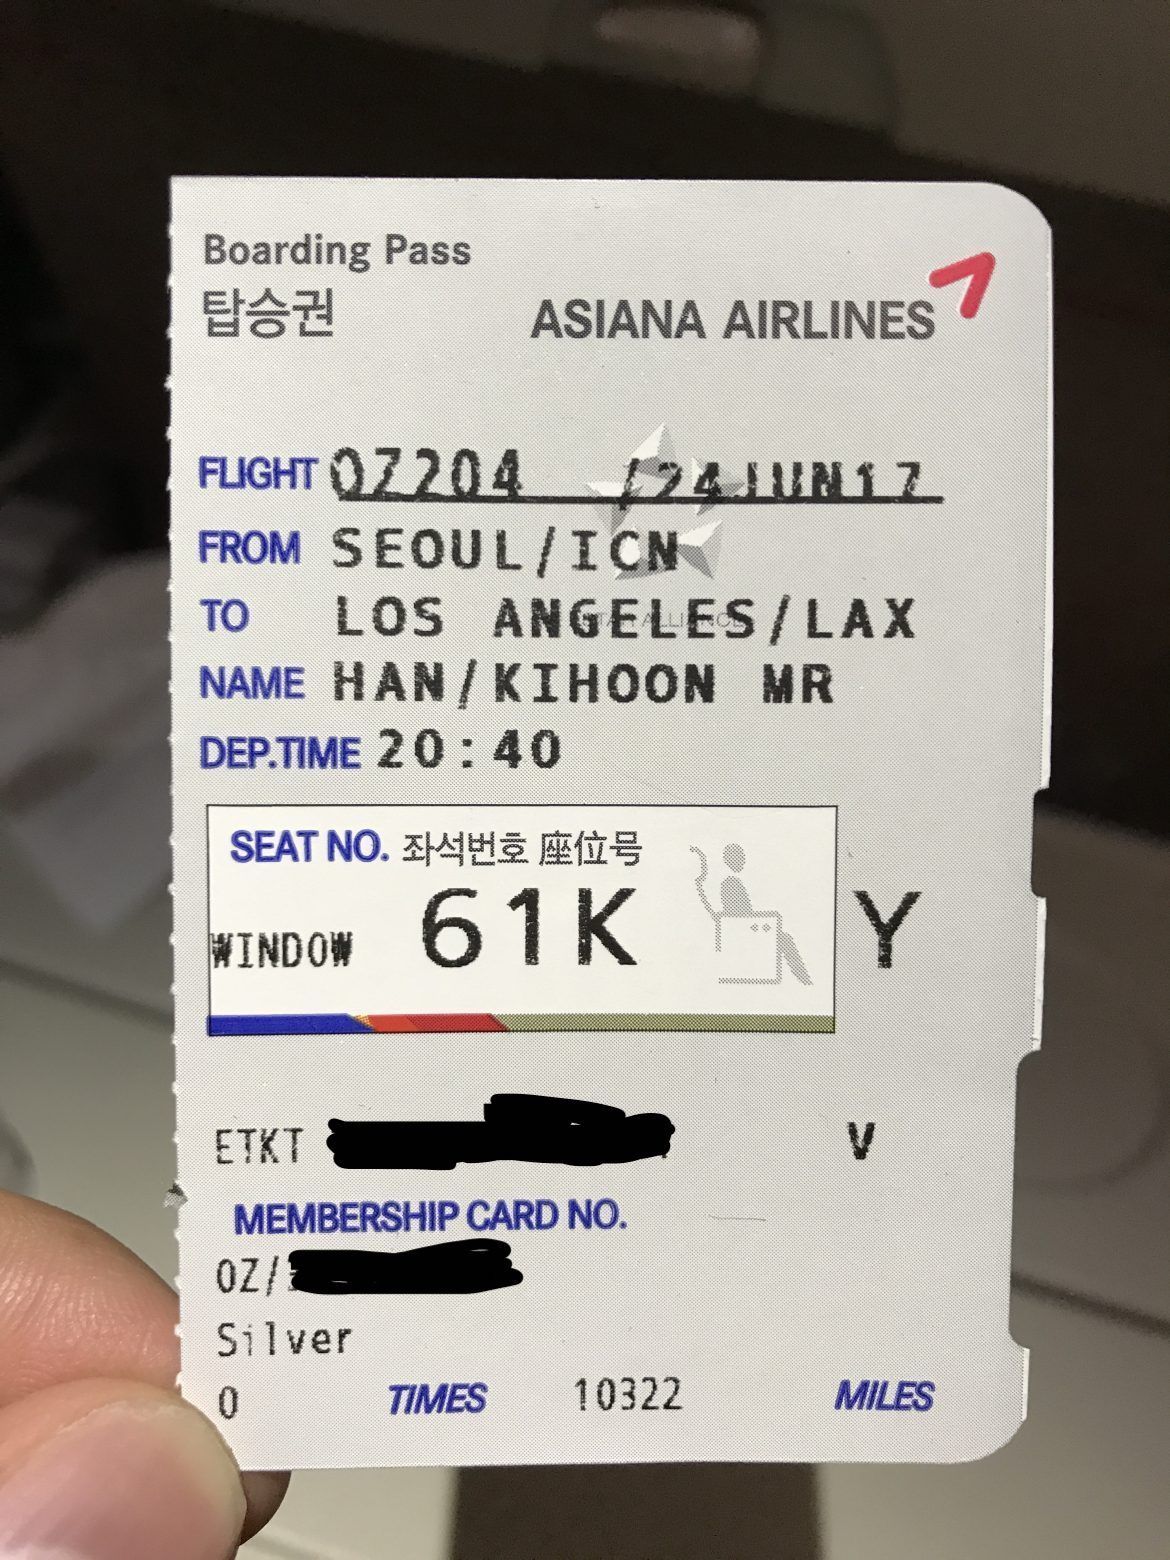 Boarding Pass
탑승권
ASIANA AIRLINES
FLIGHT OZ204 /24JUN17
FROM SEOUL/ICN
TO LOS ANGELES/LAX
STAR ALLIANCE
NAME HAN/KIHOON MR
DEP.TIME 20:40
SEAT NO. 좌석번호 座位号
WINDOW 61K Y
ETKT V
MEMBERSHIP CARD NO.
OZ/
Silver
0 TIMES 10322 MILES